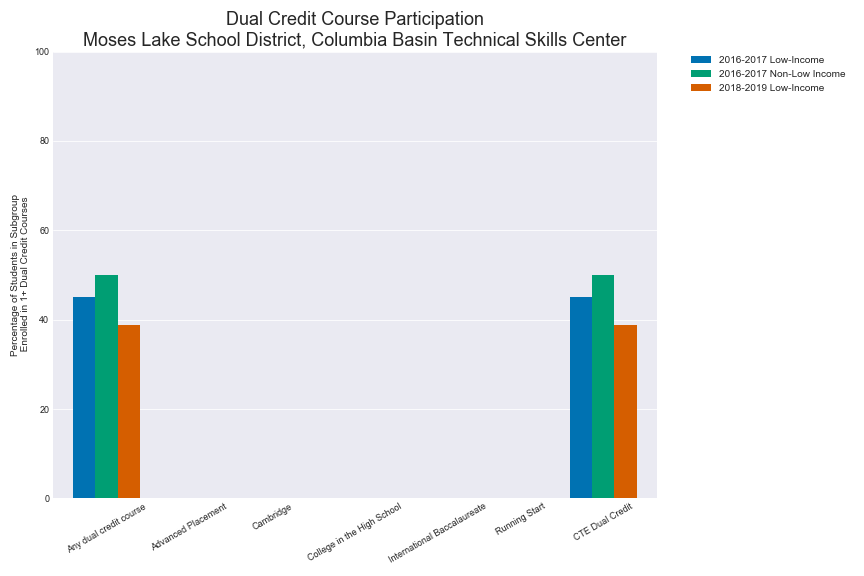 Dual Credit Course Participation
Moses Lake School District, Columbia Basin Technical Skills Center
2016-2017 Low-Income
2016-2017 Non-Low Income
2018-2019 Low-Income
Percentage of Students in Subgroup
Enrolled in 1+ Dual Credit Courses
100
80
60
40
20
0
Any dual credit course
Advanced Placement
Cambridge
College in the High School
International Baccalaureate
Running Start
CTE Dual Credit